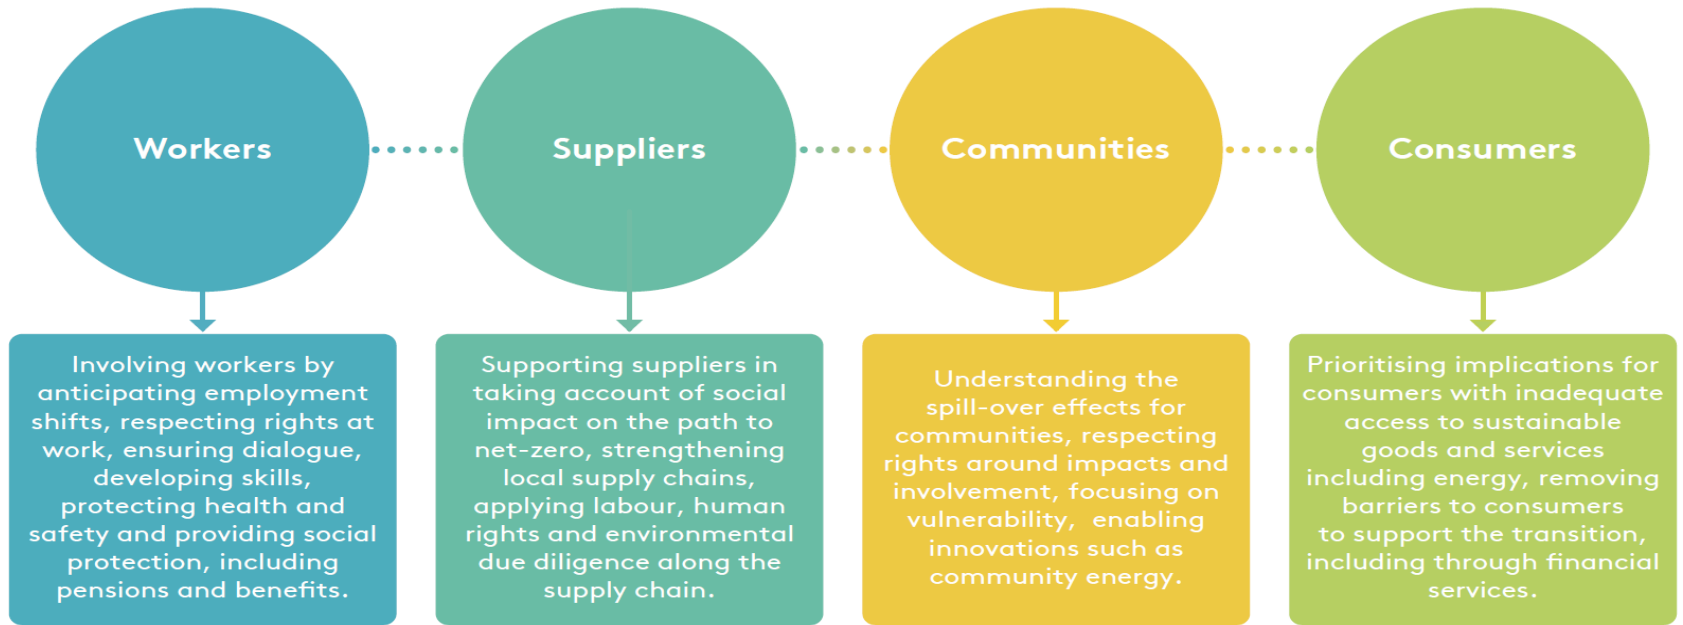 Workers
Suppliers
Communities
Consumers
Involving workers by
anticipating employment
shifts, respecting rights at
work, ensuring dialogue,
developing skills,
protecting health and
safety and providing social
protection, including
pensions and benefits.
Supporting suppliers in
taking account of social
impact on the path to
net-zero, strengthening
local supply chains,
applying labour, human
rights and environmental
due diligence along the
supply chain.
Understanding the
spill-over effects for
communities, respecting
rights around impacts and
involvement, focusing on
vulnerability, enabling
innovations such as
community energy.
Prioritising implications for
consumers with inadequate
access to sustainable
goods and services
including energy, removing
barriers to consumers
to support the transition,
including through financial
services.